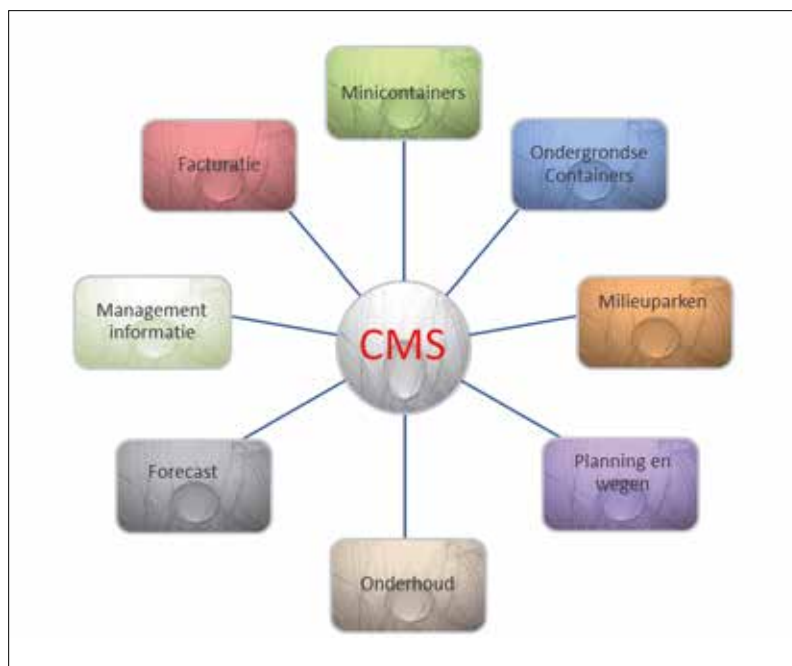 Minicontainers
Ondergrondse
Containers
Milieuparken
Planning en
wegen
Onderhoud
Forecast
Management
informatie
Facturatie
CMS